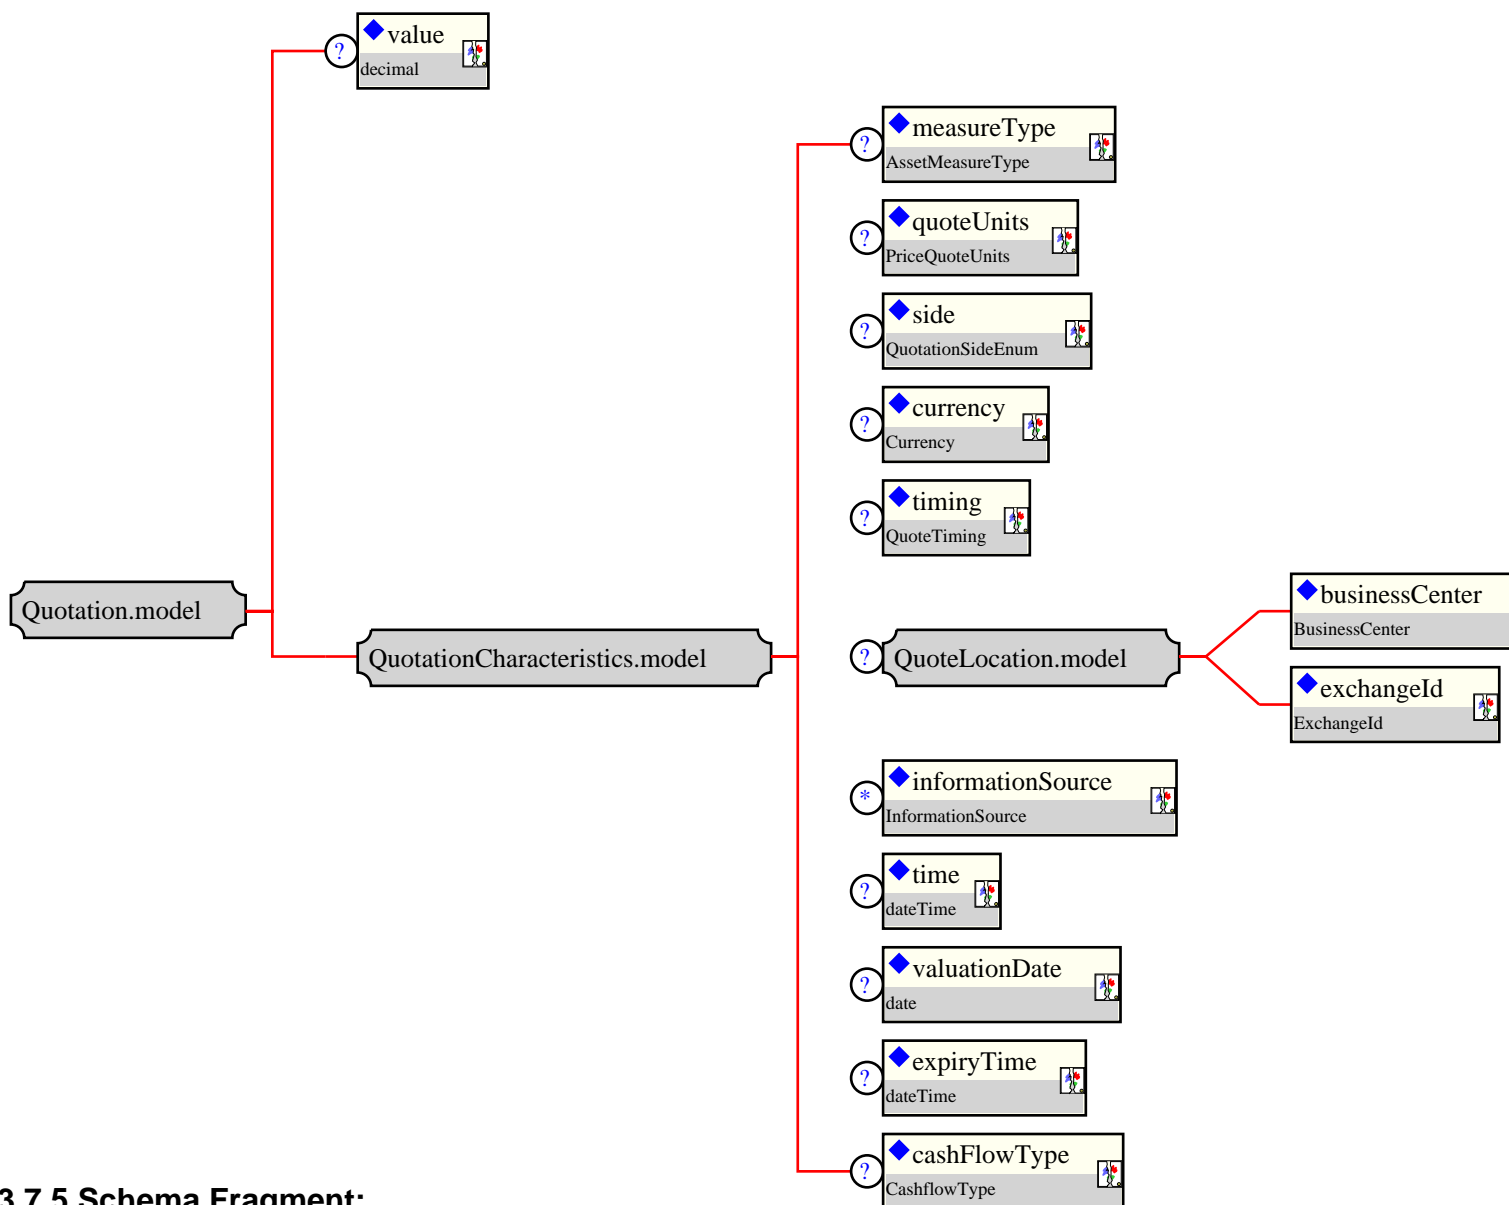 ? value
decimal
? measureType
AssetMeasureType
? quoteUnits
PriceQuoteUnits
? side
QuotationSideEnum
? currency
Currency
? timing
QuoteTiming
Quotation.model
QuotationCharacteristics.model
? QuoteLocation.model
businessCenter
BusinessCenter
exchangeId
ExchangeId
* informationSource
InformationSource
? time
dateTime
? valuationDate
date
? expiryTime
dateTime
? cashFlowType
CashflowType
3.7.5 Schema Fragment: